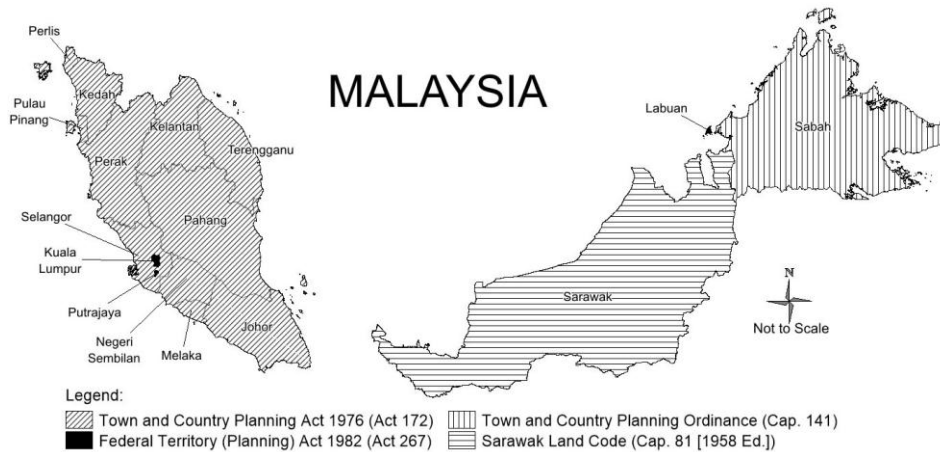 MALAYSIA
Perlis
Kedah
Pulau
Pinang
Kelantan
Terengganu
Perak
Pahang
Selangor
Kuala
Lumpur
Putrajaya
Negeri
Sembilan
Melaka
Johor
Labuan
Sabah
Sarawak
N
Not to Scale
Legend:
Town and Country Planning Act 1976 (Act 172)
Town and Country Planning Ordinance (Cap. 141)
Federal Territory (Planning) Act 1982 (Act 267)
Sarawak Land Code (Cap. 81 [1958 Ed.])